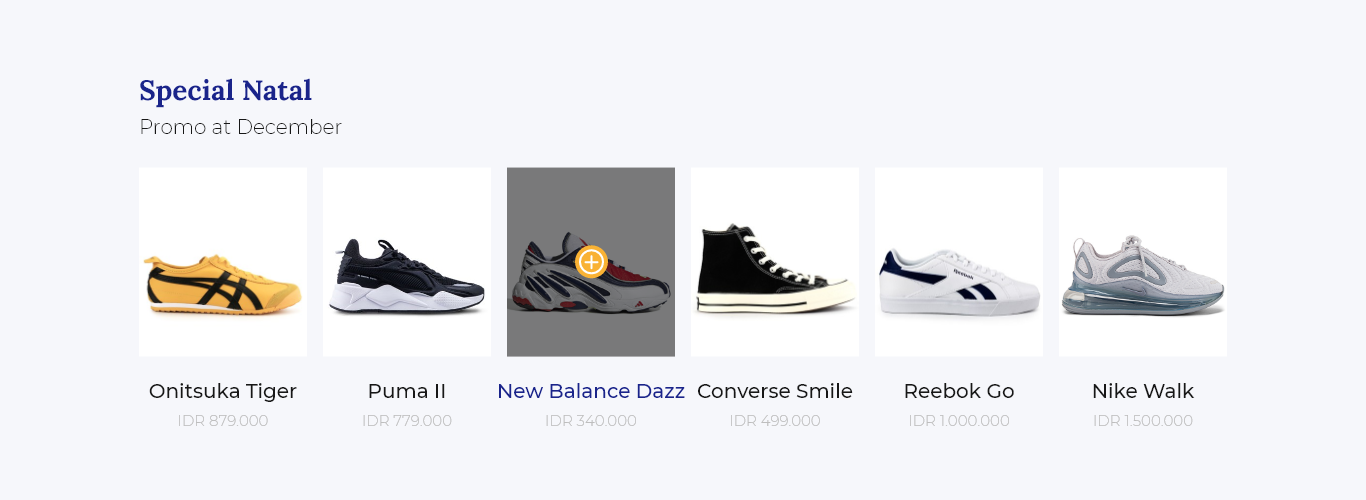 Special Natal
Promo at December
Reebok
Onitsuka Tiger
Puma II
New Balance Dazz
Converse Smile
Reebok Go
Nike Walk
IDR 879.000
IDR 779.000
IDR 340.000
IDR 499.000
IDR 1.000.000
IDR 1.500.000